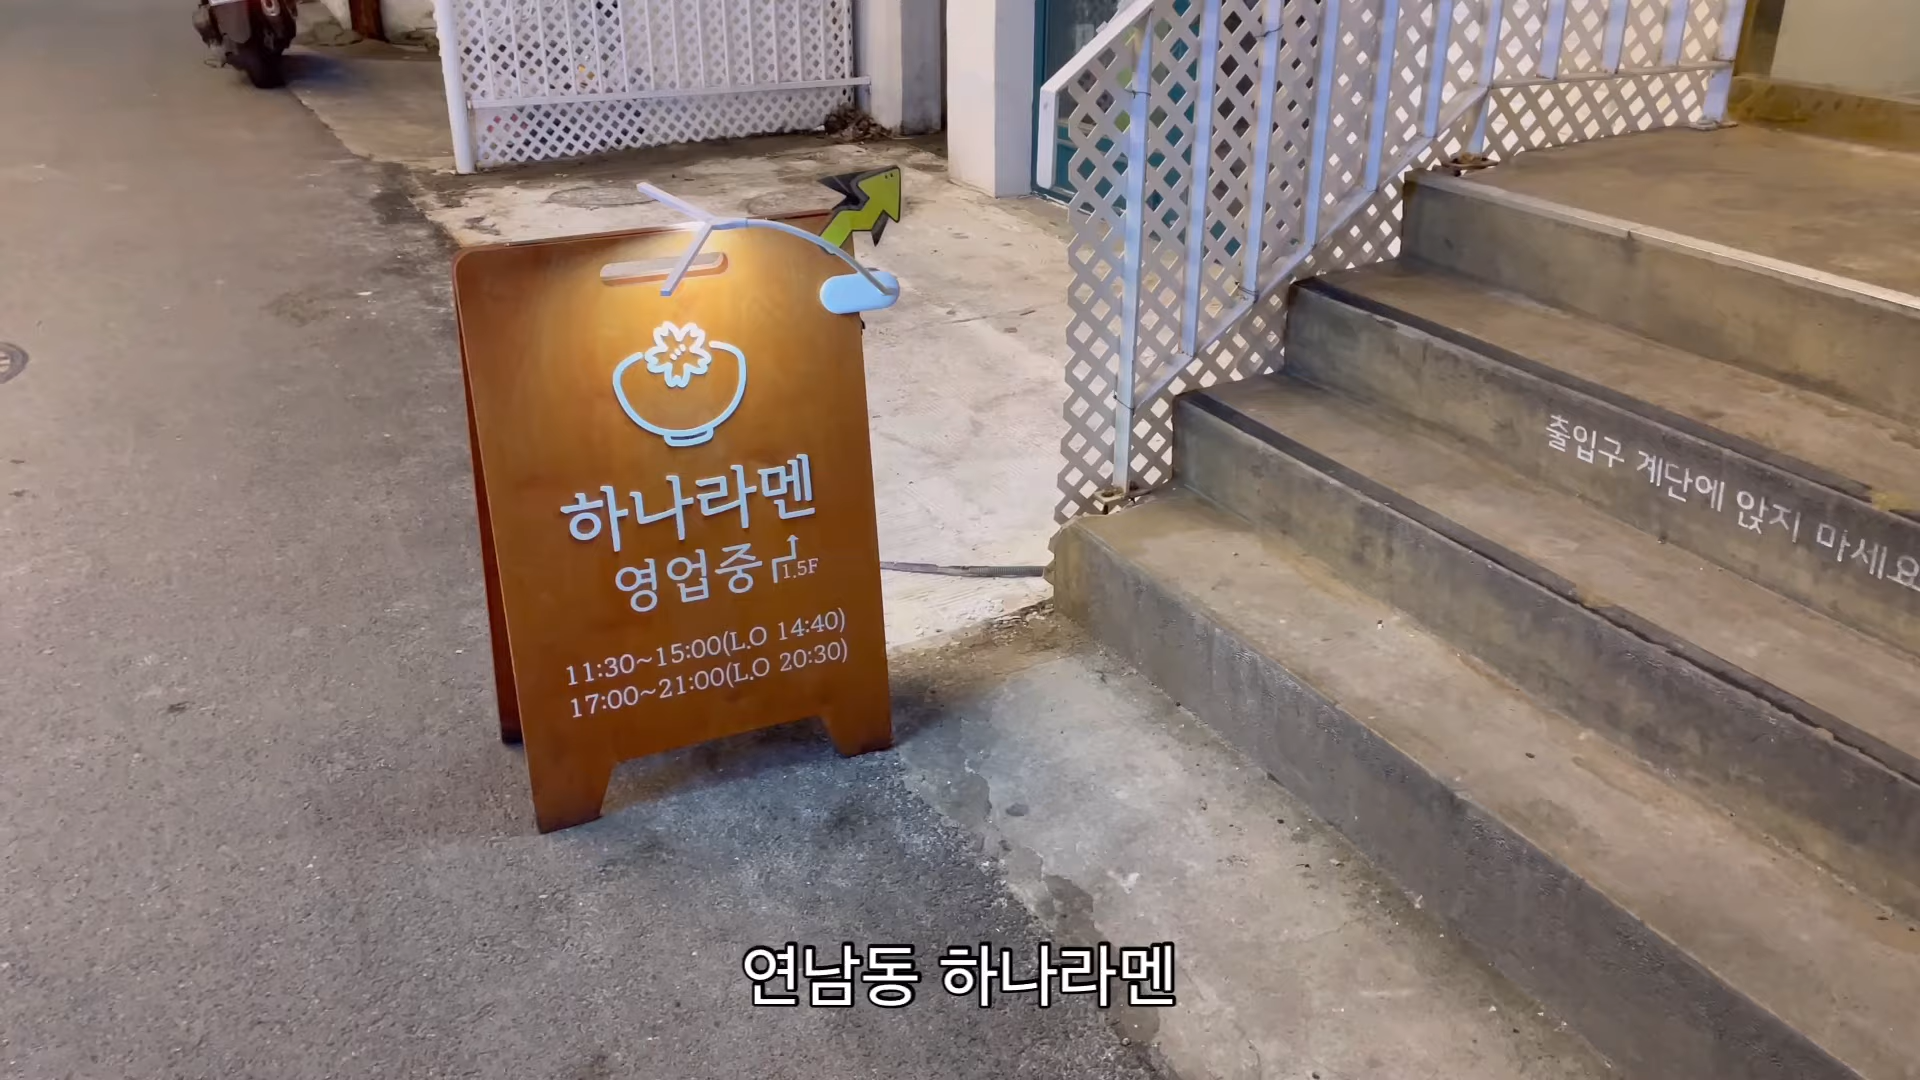 하나라멘
영업중 1.5F
11:30~15:00(L.O 14:40)
17:00~21:00(L.O 20:30)
출입구 계단에 앉지 마세요
연남동 하나라멘